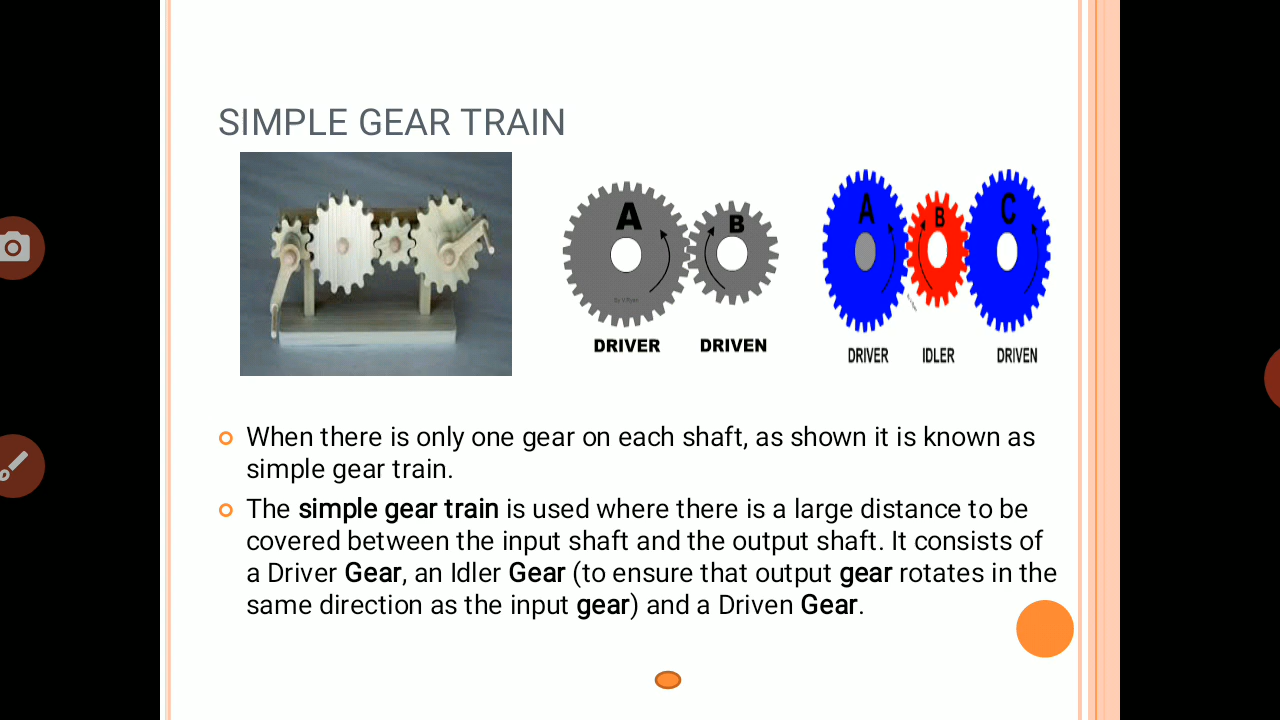 SIMPLE GEAR TRAIN
A
B
By V.Ryan
DRIVER DRIVEN
A
B
C
DRIVER IDLER DRIVEN
When there is only one gear on each shaft, as shown it is known as
simple gear train.
The simple gear train is used where there is a large distance to be
covered between the input shaft and the output shaft. It consists of
a Driver Gear, an Idler Gear (to ensure that output gear rotates in the
same direction as the input gear) and a Driven Gear.